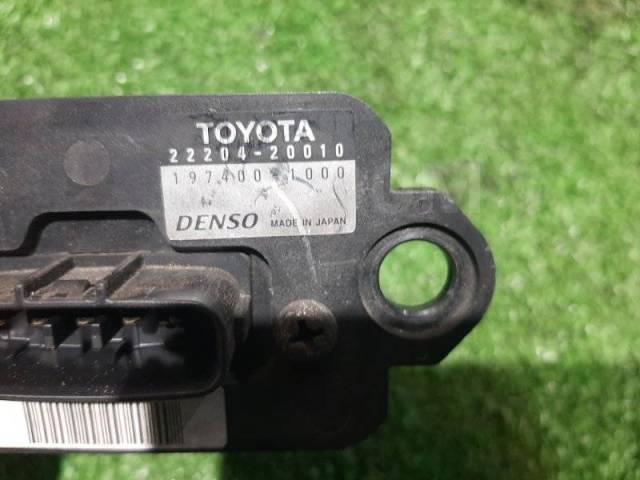 TOYOTA
22204-20010
197400-1000
DENSO MADE IN JAPAN